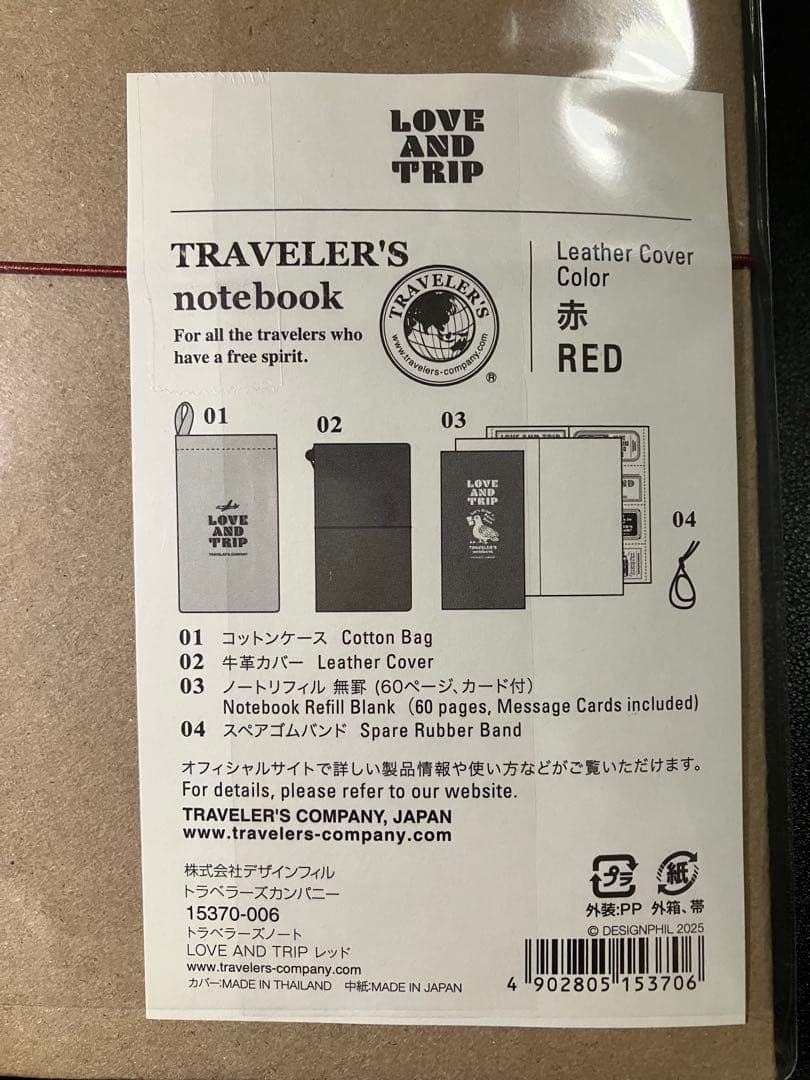 LOVE
AND
TRIP
TRAVELER'S
notebook
For all the travelers who
have a free spirit.
TRAVELER'S
www.travelers-company.com
®
Leather Cover
Color
赤
RED
01
LOVE
AND
TRIP
TRAVELER'S COMPANY
02
03
LOVE AND TRIP
LOVE
AND
TRIP
TRAVELER'S
notebook
04
01 コットンケース Cotton Bag
02 牛革カバー Leather Cover
03 ノートリフィル 無罫 (60ページ、カード付)
Notebook Refill Blank (60 pages, Message Cards included)
04 スペアゴムバンド Spare Rubber Band
オフィシャルサイトで詳しい製品情報や使い方などがご覧いただけます。
For details, please refer to our website.
TRAVELER'S COMPANY, JAPAN
www.travelers-company.com
株式会社デザインフィル
トラベラーズカンパニー
15370-006
トラベラーズノート
LOVE AND TRIP レッド
www.travelers-company.com
カバー:MADE IN THAILAND 中紙:MADE IN JAPAN
プラ 紙
外装:PP 外箱、帯
© DESIGNPHIL 2025
4 902805 153706